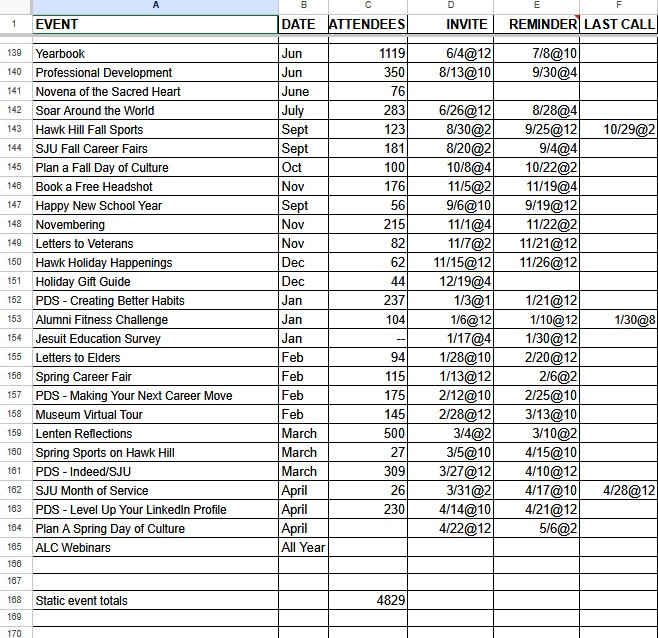 A B C D E F
1 EVENT DATE ATTENDEES INVITE REMINDER LAST CALL
139 Yearbook Jun 1119 6/4@12 7/8@10
140 Professional Development Jun 350 8/13@10 9/30@4
141 Novena of the Sacred Heart June 76
142 Soar Around the World July 283 6/26@12 8/28@4
143 Hawk Hill Fall Sports Sept 123 8/30@2 9/25@12 10/29@2
144 SJU Fall Career Fairs Sept 181 8/20@2 9/4@4
145 Plan a Fall Day of Culture Oct 100 10/8@4 10/22@2
146 Book a Free Headshot Nov 176 11/5@2 11/19@4
147 Happy New School Year Sept 56 9/6@10 9/19@12
148 Novembering Nov 215 11/1@4 11/22@2
149 Letters to Veterans Nov 82 11/7@2 11/21@12
150 Hawk Holiday Happenings Dec 62 11/15@12 11/26@12
151 Holiday Gift Guide Dec 44 12/19@4
152 PDS - Creating Better Habits Jan 237 1/3@1 1/21@12
153 Alumni Fitness Challenge Jan 104 1/6@12 1/10@12 1/30@8
154 Jesuit Education Survey Jan -- 1/17@4 1/30@12
155 Letters to Elders Feb 94 1/28@10 2/20@12
156 Spring Career Fair Feb 115 1/13@12 2/6@2
157 PDS - Making Your Next Career Move Feb 175 2/12@10 2/25@10
158 Museum Virtual Tour Feb 145 2/28@12 3/13@10
159 Lenten Reflections March 500 3/4@2 3/10@2
160 Spring Sports on Hawk Hill March 27 3/5@10 4/15@10
161 PDS - Indeed/SJU March 309 3/27@12 4/10@12
162 SJU Month of Service April 26 3/31@2 4/17@10 4/28@12
163 PDS - Level Up Your LinkedIn Profile April 230 4/14@10 4/21@12
164 Plan A Spring Day of Culture April 4/22@12 5/6@2
165 ALC Webinars All Year
166
167
168 Static event totals 4829
169
170